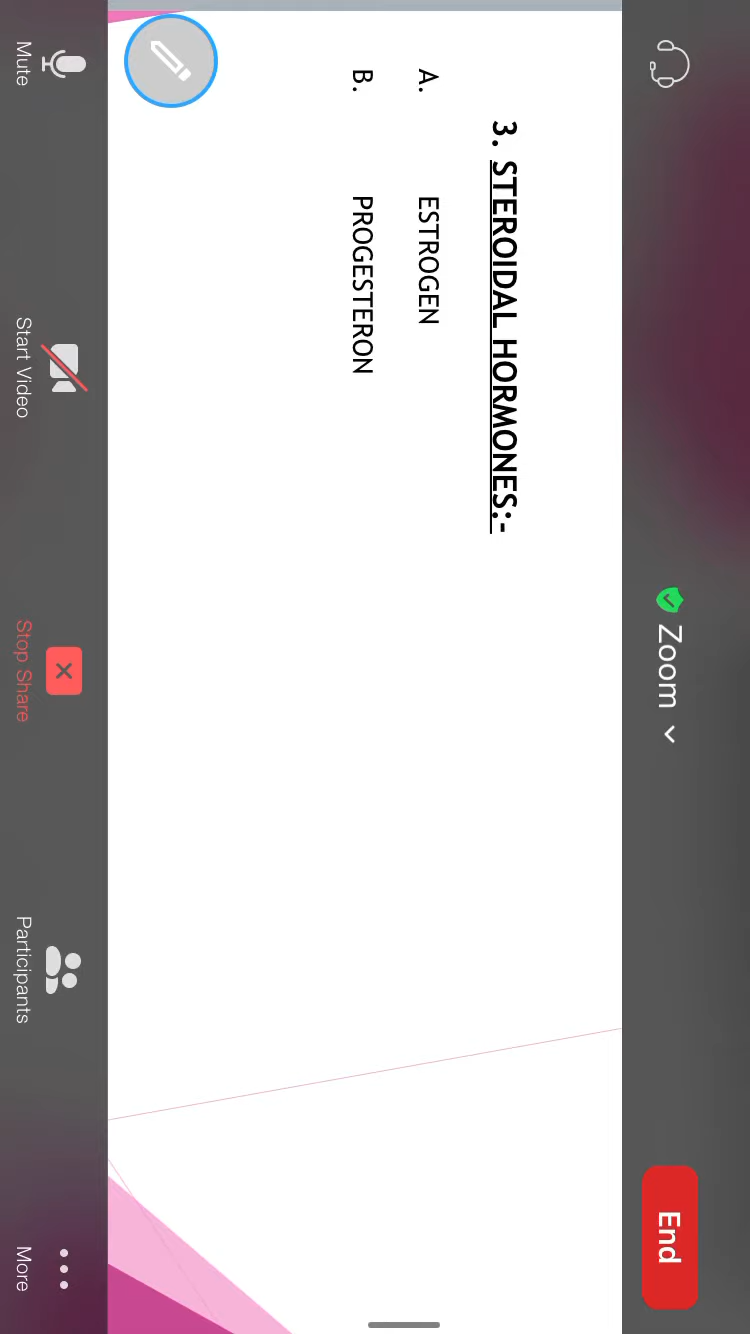 Zoom
End
3. STEROIDAL HORMONES:-
A. ESTROGEN
B. PROGESTERON
Mute
Start Video
Stop Share
Participants
More